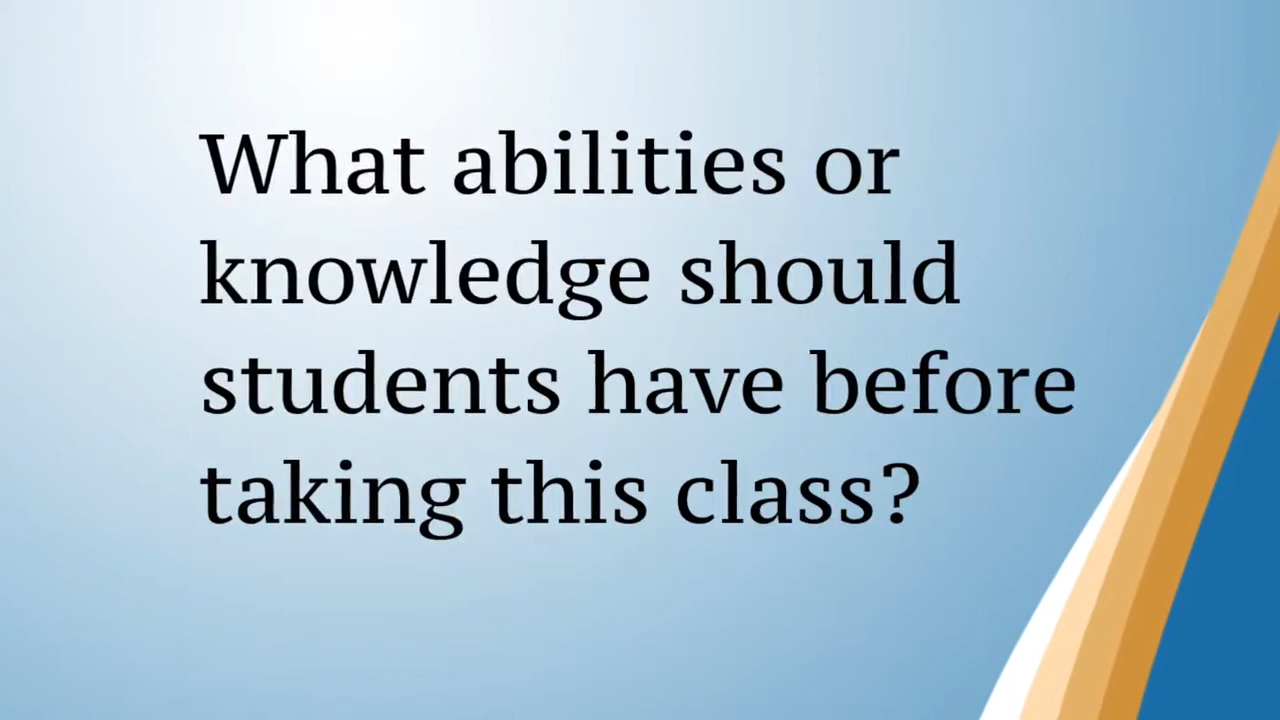 What abilities or
knowledge should
students have before
taking this class?